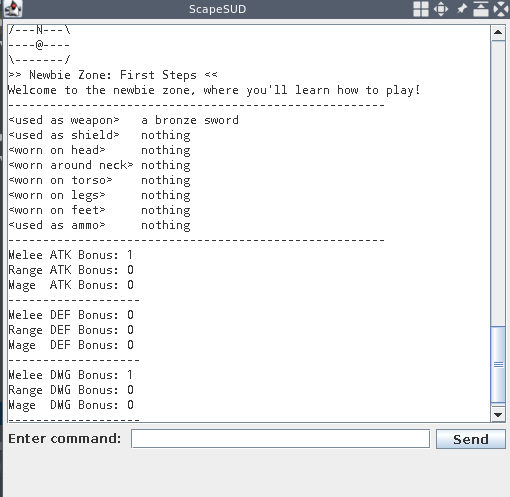 ScapeSUD
/---N---\
----@----
\-------/
>> Newbie Zone: First Steps <<
Welcome to the newbie zone, where you'll learn how to play!
------------------------------------------------------
<used as weapon>   a bronze sword
<used as shield>   nothing
<worn on head>     nothing
<worn around neck> nothing
<worn on torso>    nothing
<worn on legs>     nothing
<worn on feet>     nothing
<used as ammo>     nothing
------------------------------------------------------
Melee ATK Bonus: 1
Range ATK Bonus: 0
Mage  ATK Bonus: 0
-------------------
Melee DEF Bonus: 0
Range DEF Bonus: 0
Mage  DEF Bonus: 0
-------------------
Melee DMG Bonus: 1
Range DMG Bonus: 0
Mage  DMG Bonus: 0
-------------------
Enter command: Send